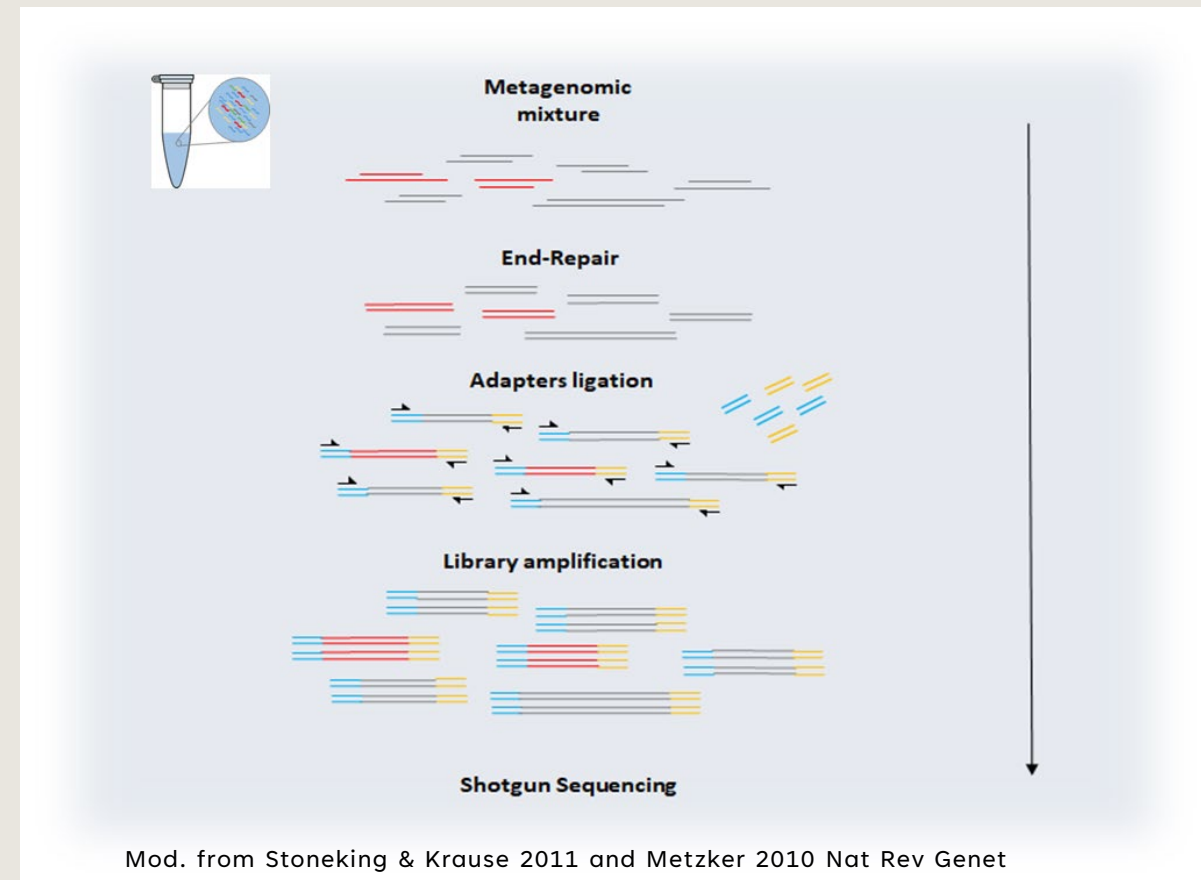 Metagenomic
mixture
End-Repair
Adapters ligation
Library amplification
Shotgun Sequencing
Mod. from Stoneking & Krause 2011 and Metzker 2010 Nat Rev Genet